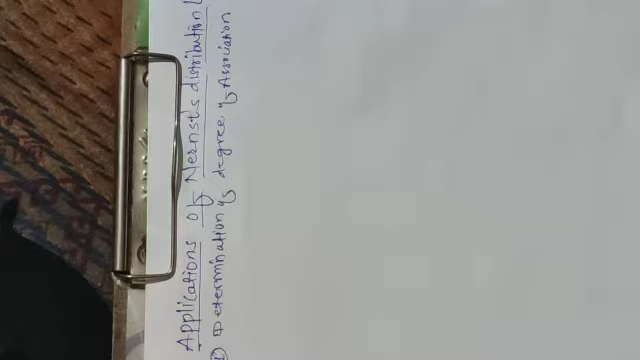 Applications of Nernst's distribution L
① Determination of degree of Association